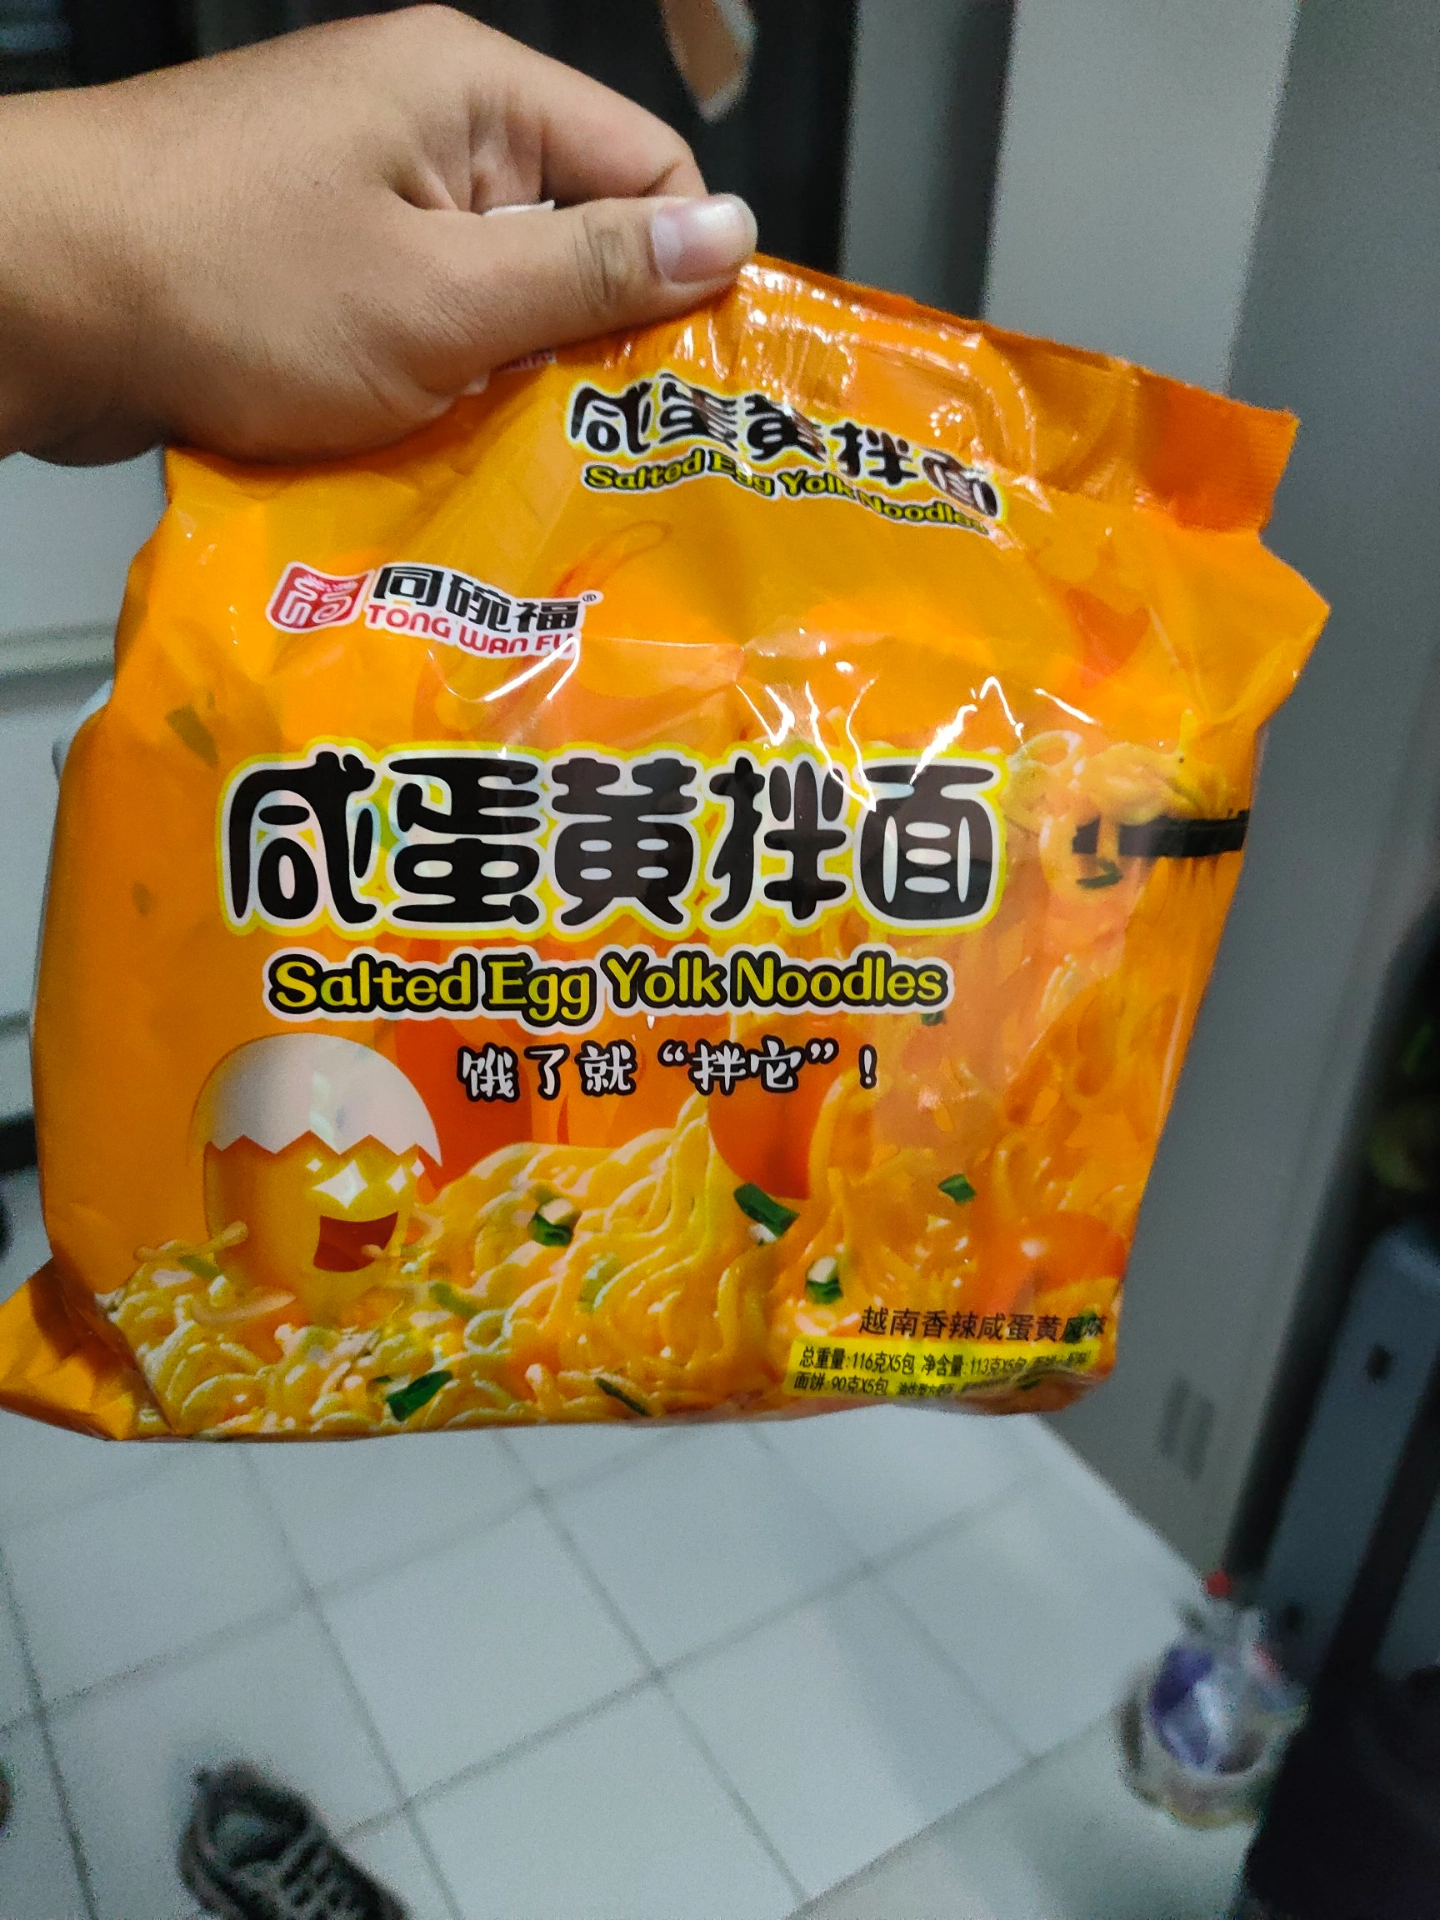 咸蛋黄拌面
Salted Egg Yolk Noodles
同碗福®
TONG WAN FU
咸蛋黄拌面
Salted Egg Yolk Noodles
饿了就“拌它”！
越南香辣咸蛋黄风味
总重量:116克X5包 净含量:113克X5包
面饼:90克X5包